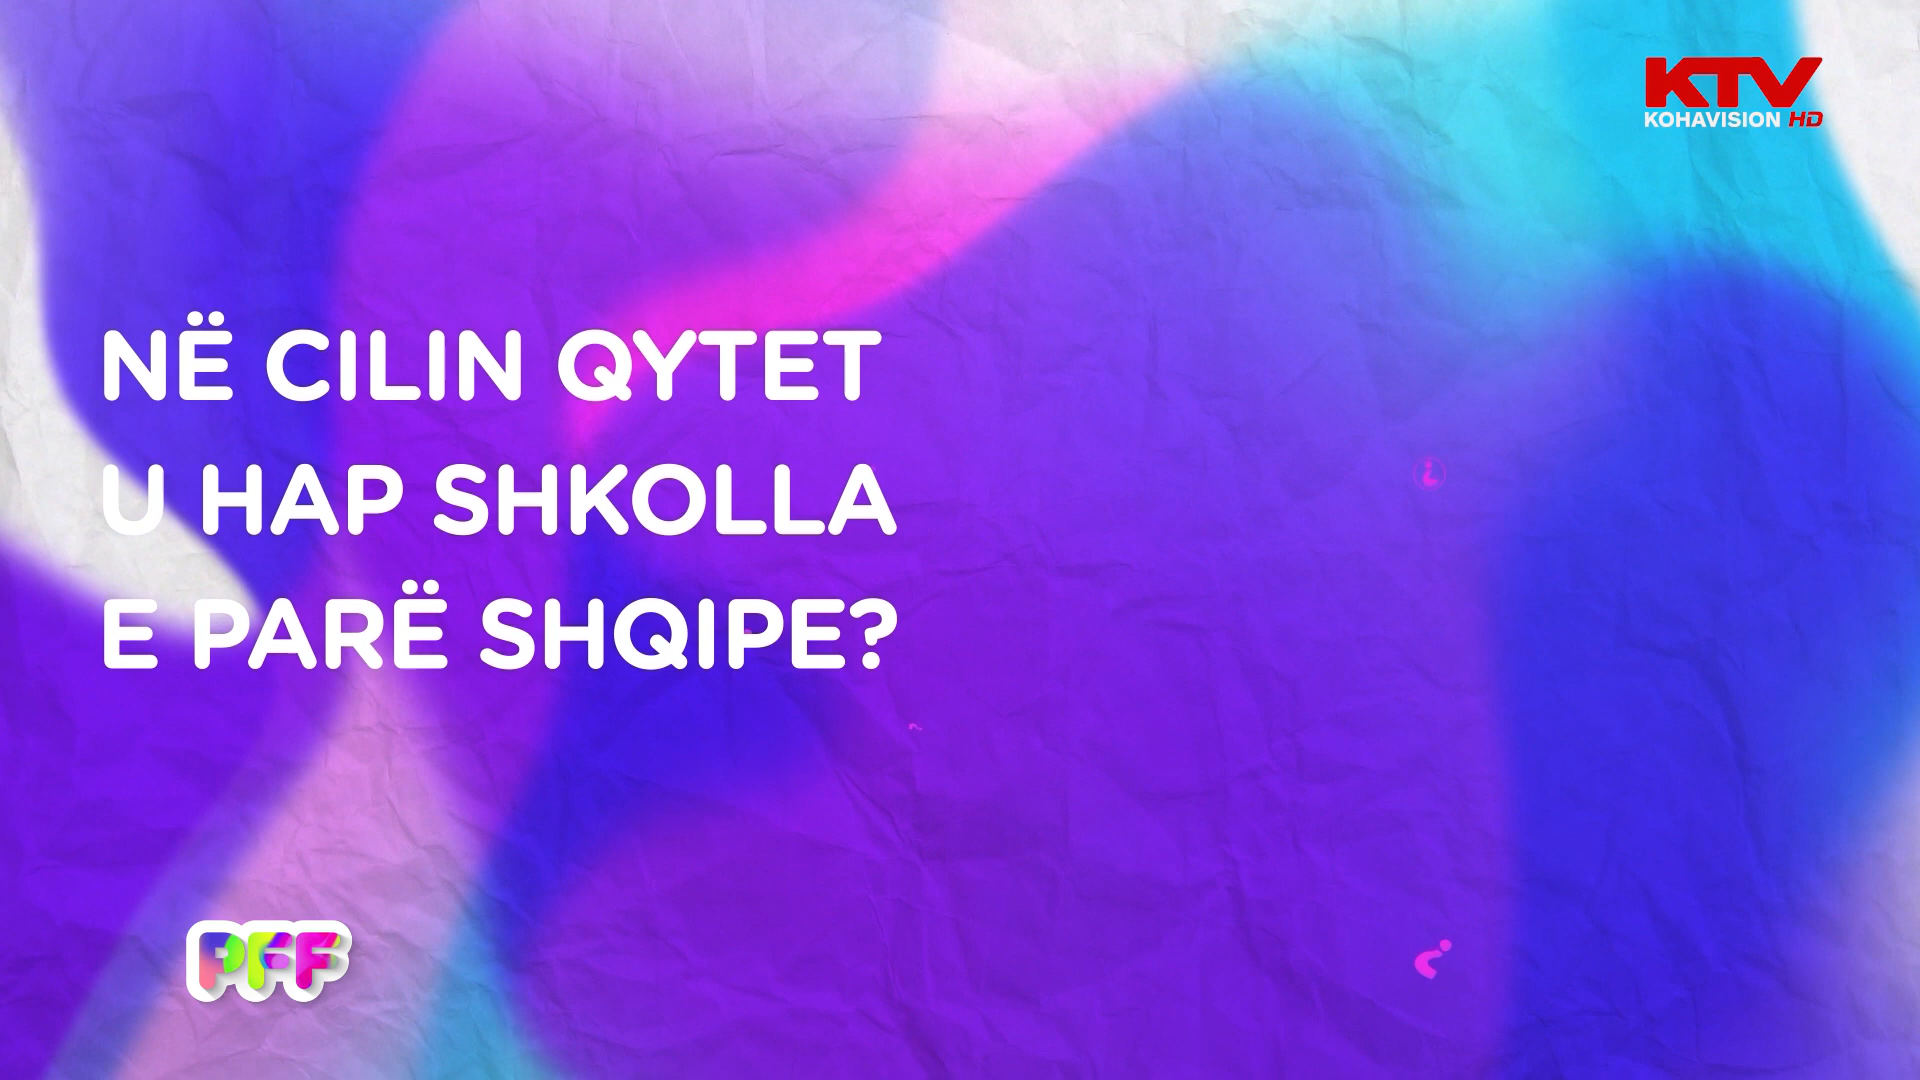 KTV
KOHAVISION HD
NË CILIN QYTET
U HAP SHKOLLA
E PARË SHQIPE?
PFF